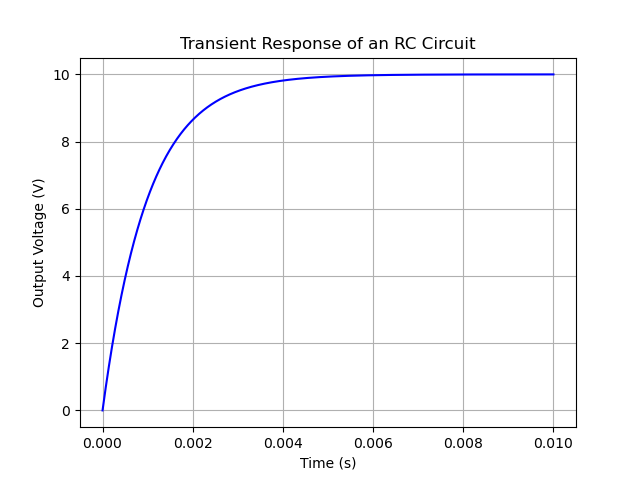 Transient Response of an RC Circuit
Output Voltage (V)
10
8
6
4
2
0
0.000 0.002 0.004 0.006 0.008 0.010
Time (s)